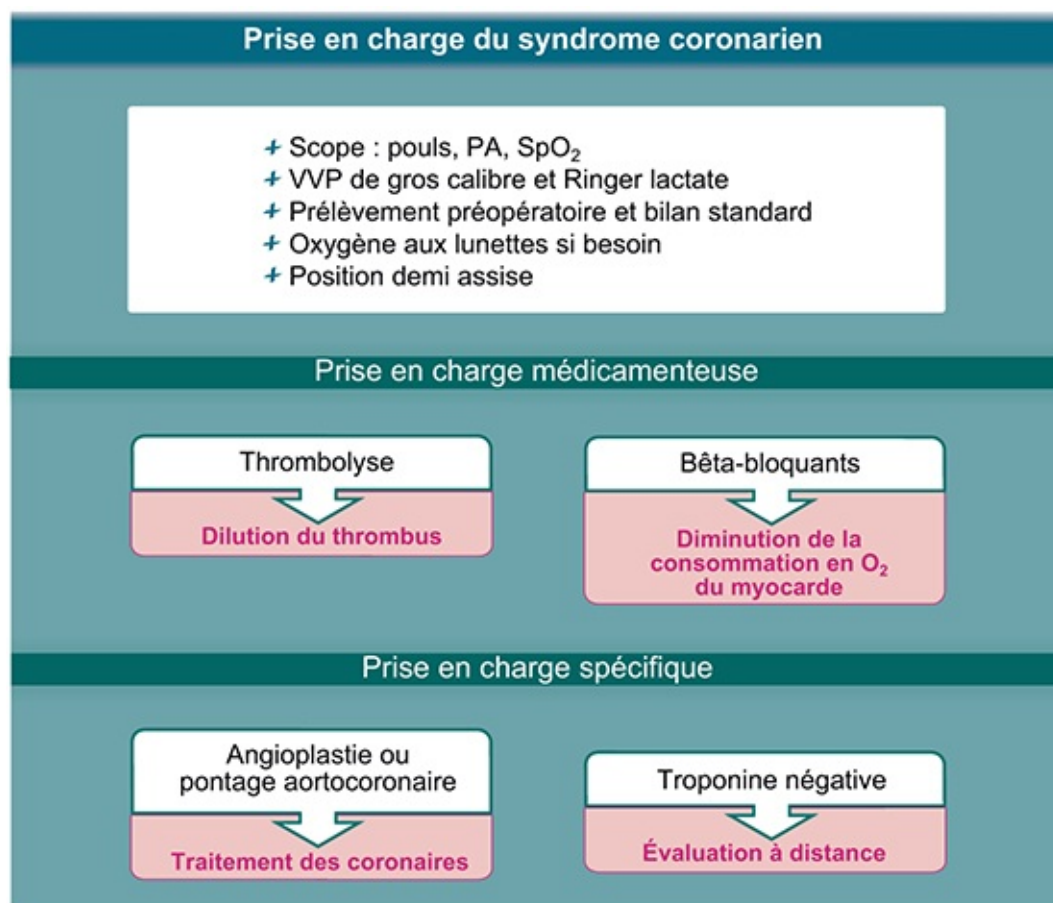 Prise en charge du syndrome coronarien
+ Scope : pouls, PA, SpO₂
+ VVP de gros calibre et Ringer lactate
+ Prélèvement préopératoire et bilan standard
+ Oxygène aux lunettes si besoin
+ Position demi assise
Prise en charge médicamenteuse
Thrombolyse
Dilution du thrombus
Bêta-bloquants
Diminution de la
consommation en O₂
du myocarde
Prise en charge spécifique
Angioplastie ou
pontage aortocoronaire
Traitement des coronaires
Troponine négative
Évaluation à distance